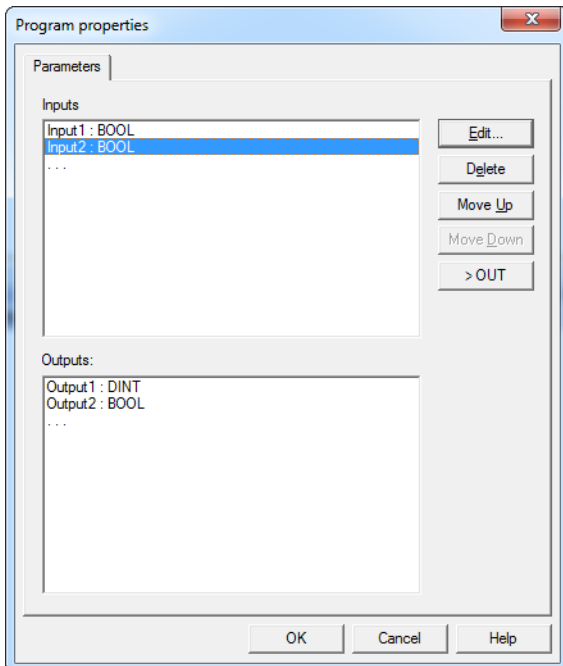 Program properties
Parameters
Inputs
Input1 : BOOL
Input2 : BOOL
. . .
Edit...
Delete
Move Up
Move Down
> OUT
Outputs:
Output1 : DINT
Output2 : BOOL
. . .
OK Cancel Help